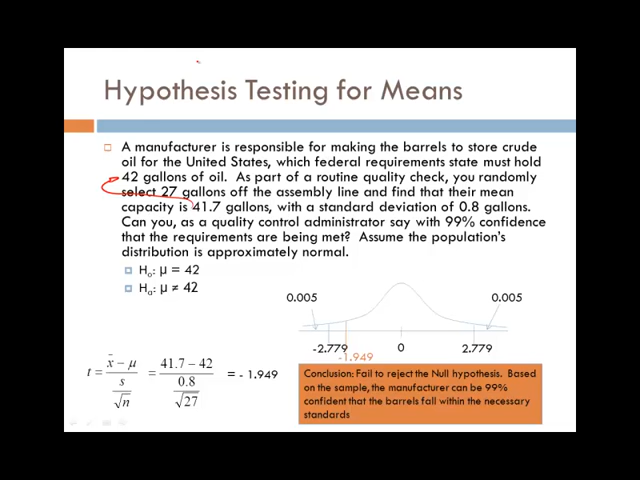 Hypothesis Testing for Means
A manufacturer is responsible for making the barrels to store crude
oil for the United States, which federal requirements state must hold
42 gallons of oil. As part of a routine quality check, you randomly
select 27 gallons off the assembly line and find that their mean
capacity is 41.7 gallons, with a standard deviation of 0.8 gallons.
Can you, as a quality control administrator say with 99% confidence
that the requirements are being met? Assume the population's
distribution is approximately normal.
H₀: µ = 42
Hₐ: µ ≠ 42
0.005 0.005
-2.779 0 2.779
-1.949
t = (x̄ − μ) / (s / √n) = (41.7 − 42) / (0.8 / √27) = - 1.949
Conclusion: Fail to reject the Null hypothesis. Based
on the sample, the manufacturer can be 99%
confident that the barrels fall within the necessary
standards